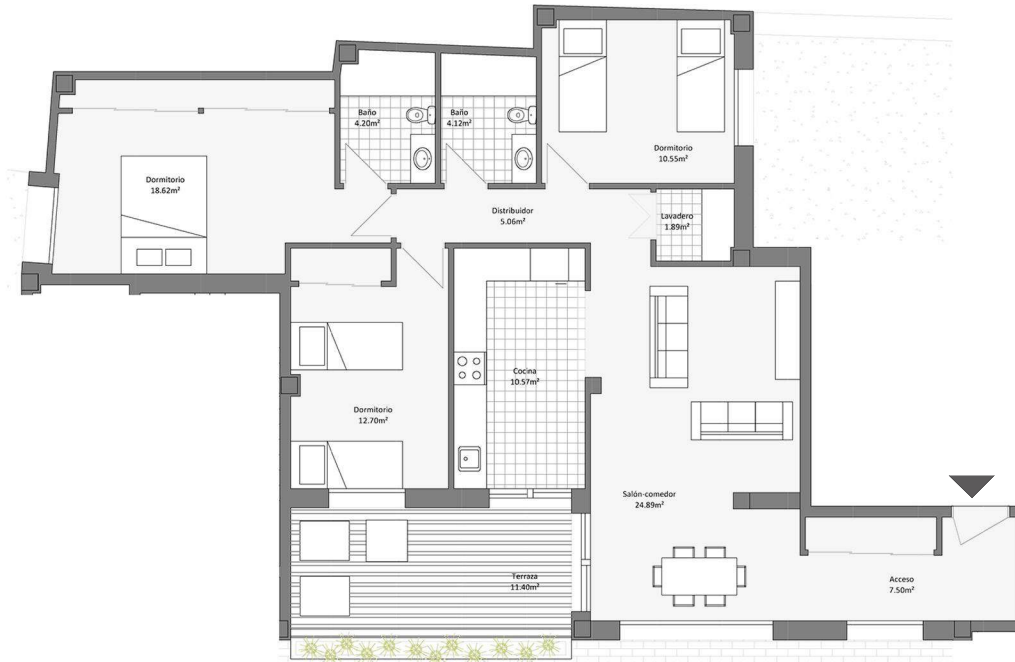 Baño
4.20m²
Baño
4.12m²
Dormitorio
10.55m²
Dormitorio
18.62m²
Distribuidor
5.06m²
Lavadero
1.89m²
Cocina
10.57m²
Dormitorio
12.70m²
Salón-comedor
24.89m²
Terraza
11.40m²
Acceso
7.50m²